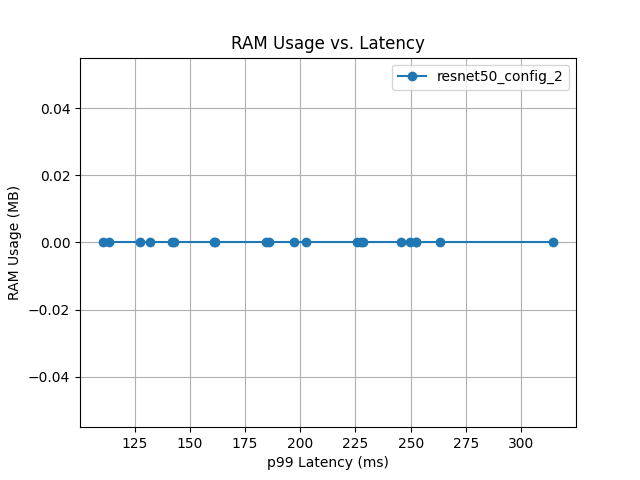 RAM Usage vs. Latency
resnet50_config_2
RAM Usage (MB)
0.04
0.02
0.00
−0.02
−0.04
125 150 175 200 225 250 275 300
p99 Latency (ms)